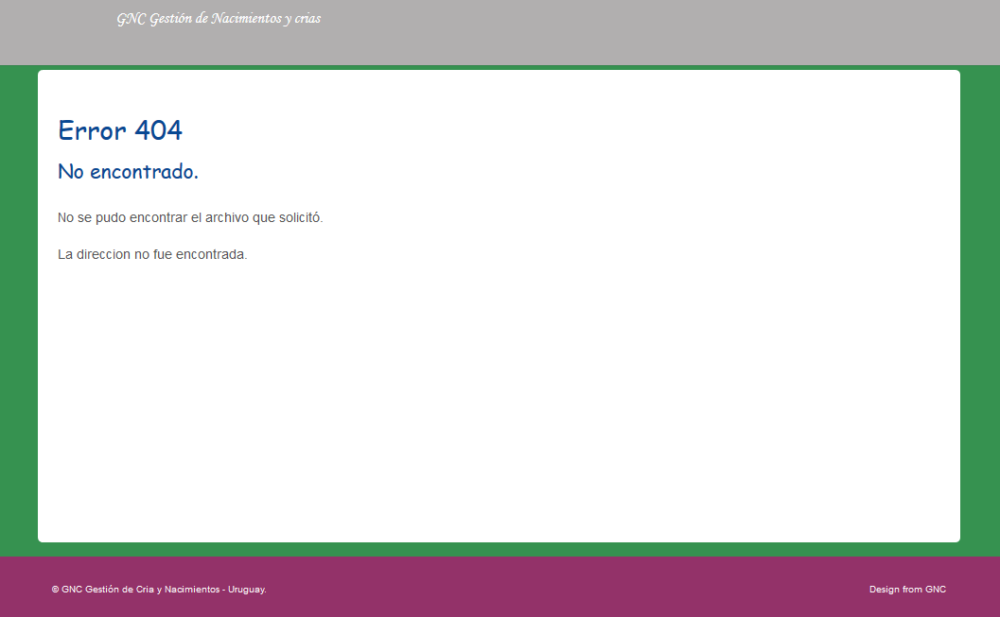 GNC Gestión de Nacimientos y crias
Error 404
No encontrado.
No se pudo encontrar el archivo que solicitó.
La direccion no fue encontrada.
© GNC Gestión de Cria y Nacimientos - Uruguay.
Design from GNC